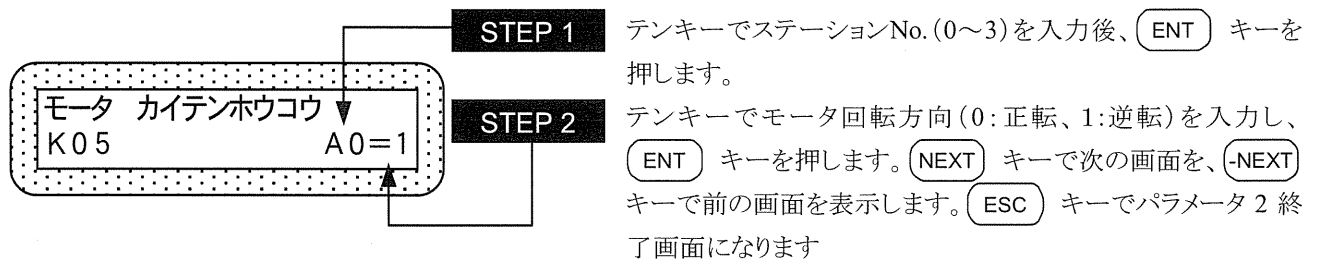 STEP 1
テンキーでステーションNo.(0～3)を入力後、 ENT キーを
押します。
モータ カイテンホウコウ
K05 A0=1
STEP 2
テンキーでモータ回転方向(0:正転、1:逆転)を入力し、
ENT キーを押します。 NEXT キーで次の画面を、 -NEXT
キーで前の画面を表示します。 ESC キーでパラメータ 2 終
了画面になります